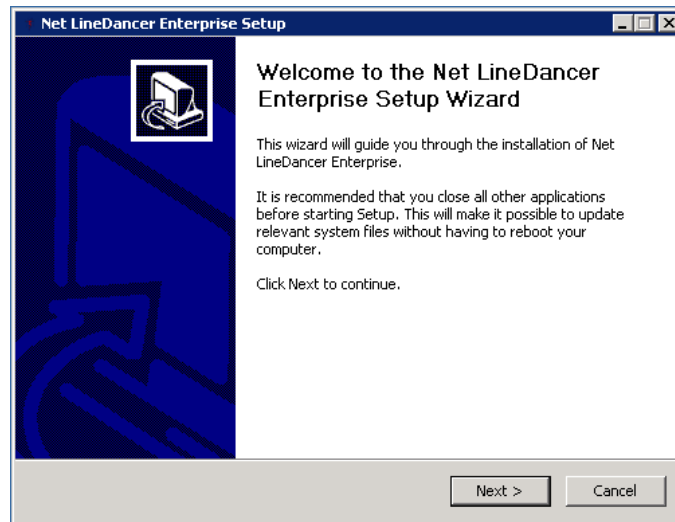 Net LineDancer Enterprise Setup
Welcome to the Net LineDancer
Enterprise Setup Wizard
This wizard will guide you through the installation of Net
LineDancer Enterprise.
It is recommended that you close all other applications
before starting Setup. This will make it possible to update
relevant system files without having to reboot your
computer.
Click Next to continue.
Next >
Cancel